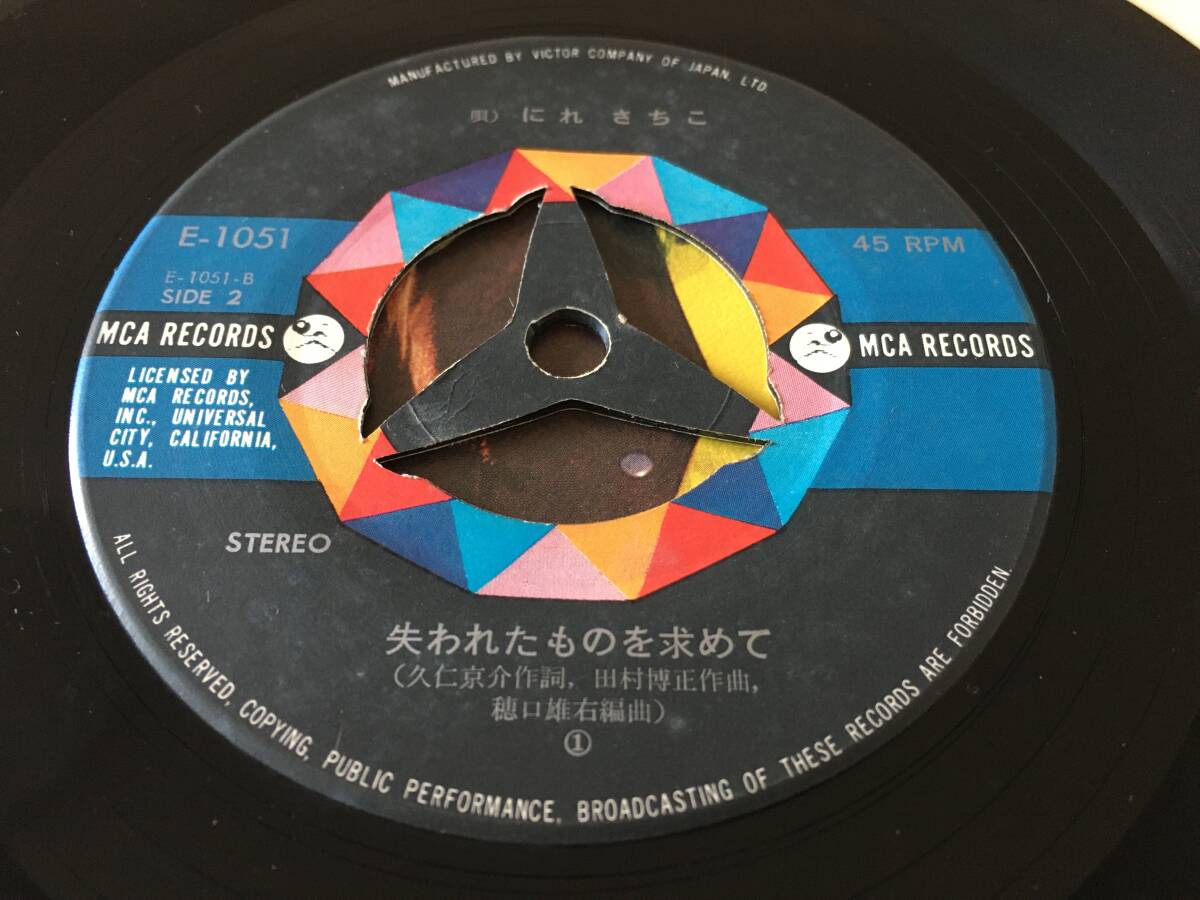 MANUFACTURED BY VICTOR COMPANY OF JAPAN, LTD.
唄） にれ さちこ
E-1051
45 RPM
E-1051-B
SIDE 2
MCA RECORDS
MCA RECORDS
LICENSED BY
MCA RECORDS,
INC., UNIVERSAL
CITY, CALIFORNIA,
U.S.A.
STEREO
失われたものを求めて
（久仁京介作詞, 田村博正作曲,
穂口雄右編曲）
①
ALL RIGHTS RESERVED, COPYING, PUBLIC PERFORMANCE, BROADCASTING OF THESE RECORDS ARE FORBIDDEN.